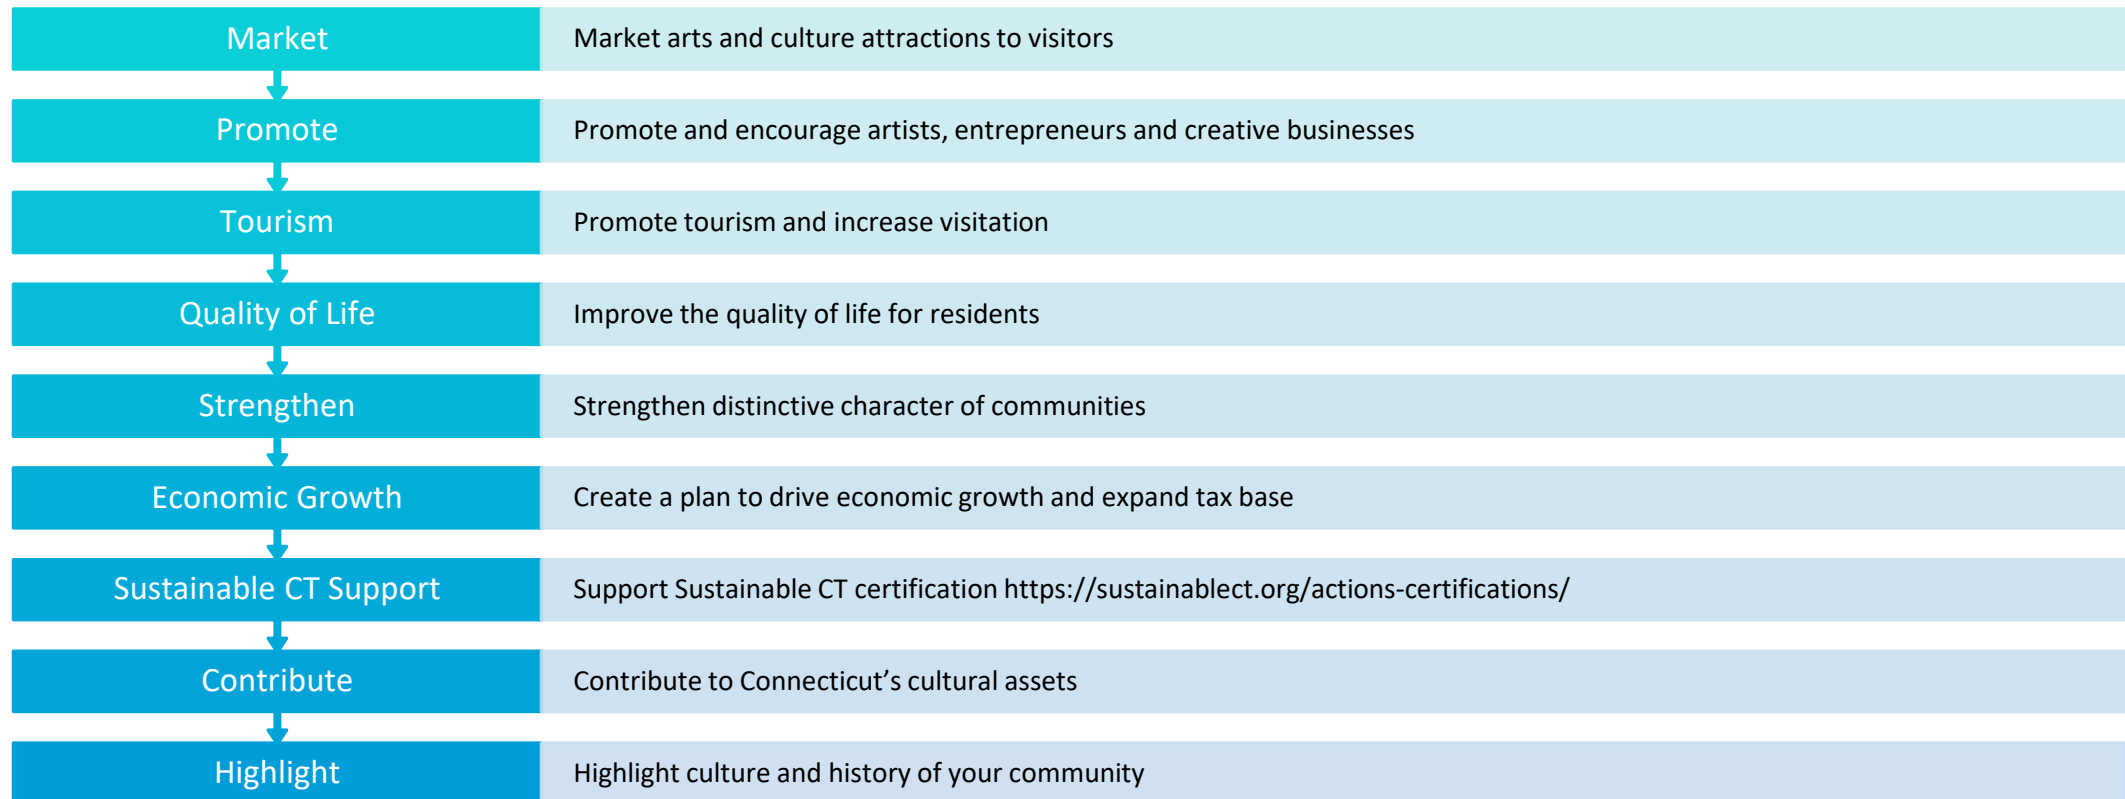 Market
Market arts and culture attractions to visitors
Promote
Promote and encourage artists, entrepreneurs and creative businesses
Tourism
Promote tourism and increase visitation
Quality of Life
Improve the quality of life for residents
Strengthen
Strengthen distinctive character of communities
Economic Growth
Create a plan to drive economic growth and expand tax base
Sustainable CT Support
Support Sustainable CT certification https://sustainablect.org/actions-certifications/
Contribute
Contribute to Connecticut’s cultural assets
Highlight
Highlight culture and history of your community